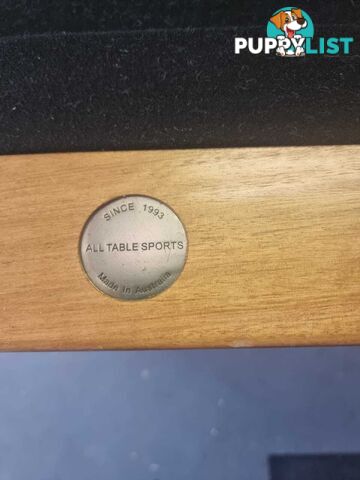 PUPPYLIST
SINCE 1993
ALL TABLE SPORTS
Made in Australia